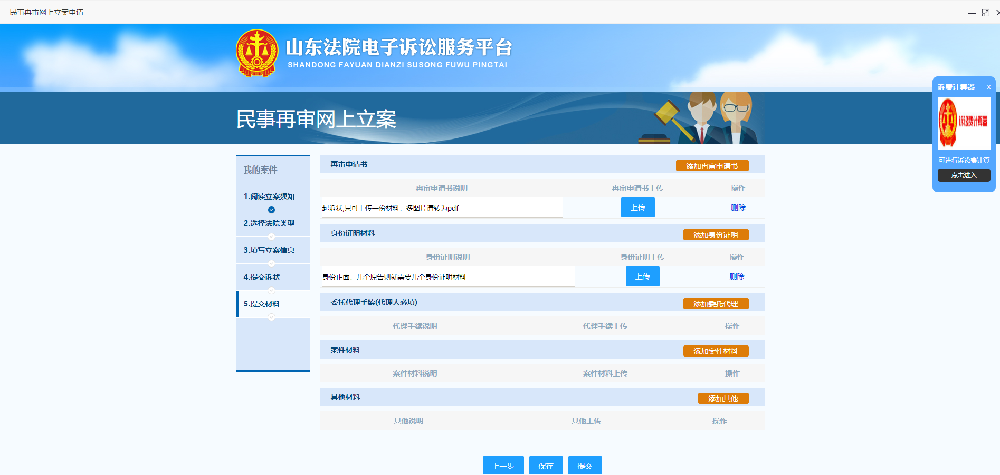 民事再审网上立案申请
山东法院电子诉讼服务平台
SHANDONG FAYUAN DIANZI SUSONG FUWU PINGTAI
民事再审网上立案
诉费计算器 x
诉讼费计算器
可进行诉讼费计算
点击进入
我的案件
1.阅读立案须知
2.选择法院类型
3.填写立案信息
4.提交诉状
5.提交材料
再审申请书 添加再审申请书
再审申请书说明 再审申请书上传 操作
起诉状,只可上传一份材料，多图片请转为pdf 上传 删除
身份证明材料 添加身份证明
身份证明说明 身份证明上传 操作
身份正面，几个原告则就需要几个身份证明材料 上传 删除
委托代理手续(代理人必填) 添加委托代理
代理手续说明 代理手续上传 操作
案件材料 添加案件材料
案件材料说明 案件材料上传 操作
其他材料 添加其他
其他说明 其他上传 操作
上一步 保存 提交